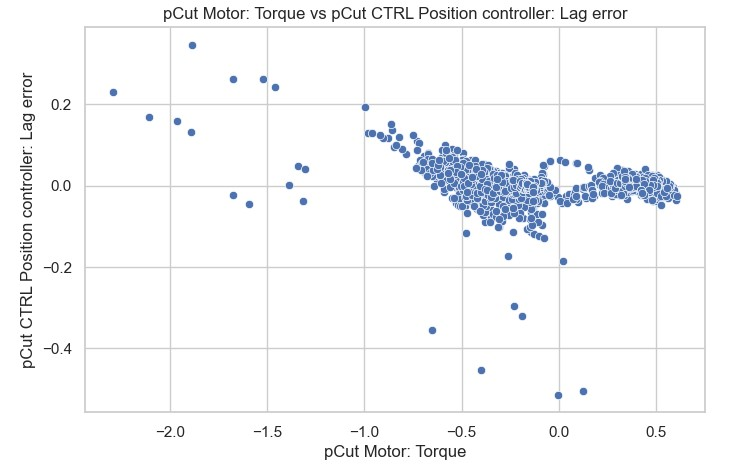 pCut Motor: Torque vs pCut CTRL Position controller: Lag error
pCut CTRL Position controller: Lag error
0.2
0.0
−0.2
−0.4
−2.0 −1.5 −1.0 −0.5 0.0 0.5
pCut Motor: Torque